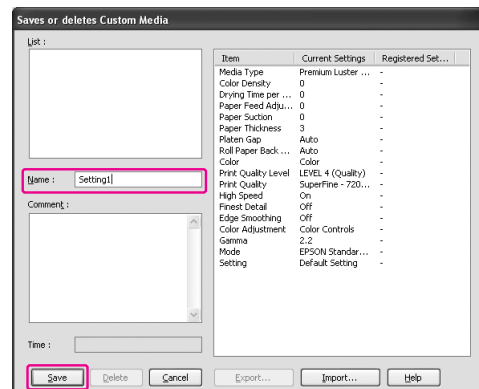 Saves or deletes Custom Media
List :
Name : Setting1
Comment :
Time :
Save Delete Cancel
Item Current Settings Registered Set...
Media Type Premium Luster ... -
Color Density 0 -
Drying Time per ... 0 -
Paper Feed Adju... 0 -
Paper Suction 0 -
Paper Thickness 3 -
Platen Gap Auto -
Roll Paper Back ... Auto -
Color Color -
Print Quality Level LEVEL 4 (Quality) -
Print Quality SuperFine - 720... -
High Speed On -
Finest Detail Off -
Edge Smoothing Off -
Color Adjustment Color Controls -
Gamma 2.2 -
Mode EPSON Standar... -
Setting Default Setting -
Export... Import... Help